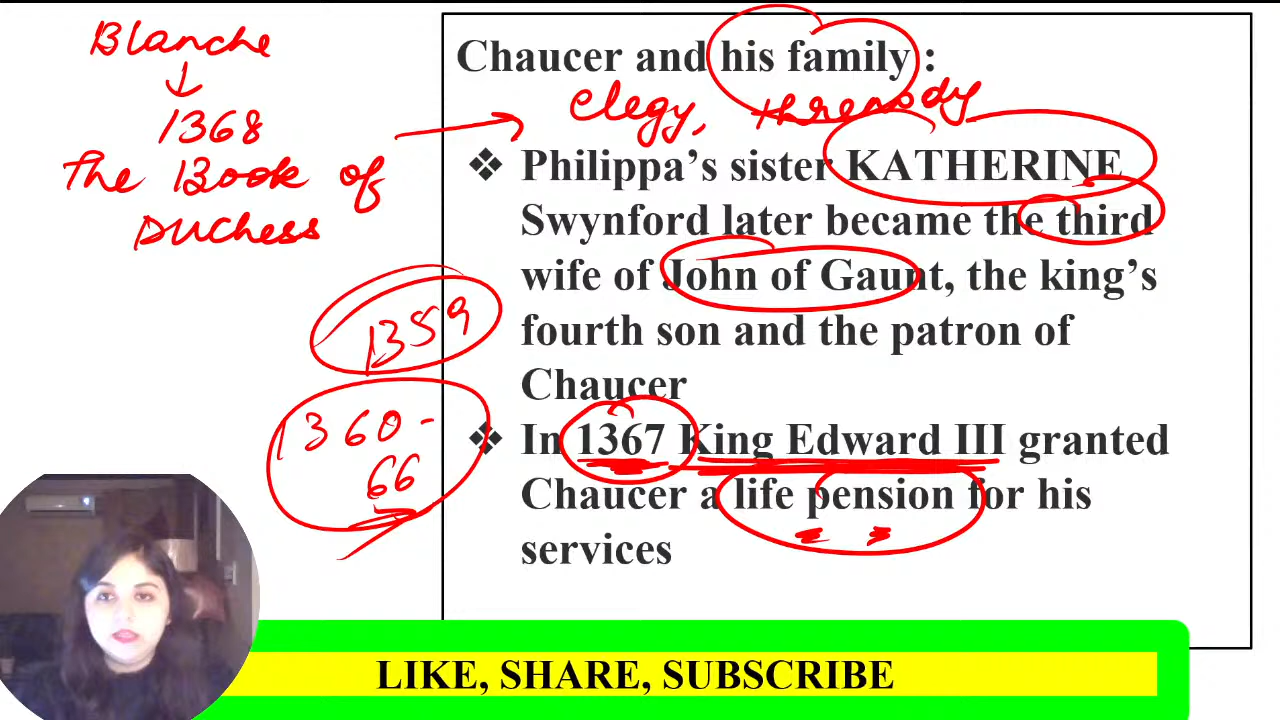 Blanche
↓
1368
The Book of
Duchess
1359
1360-
66
Chaucer and his family :
Elegy, threnody
❖ Philippa’s sister KATHERINE
Swynford later became the third
wife of John of Gaunt, the king’s
fourth son and the patron of
Chaucer
❖ In 1367 King Edward III granted
Chaucer a life pension for his
services
LIKE, SHARE, SUBSCRIBE